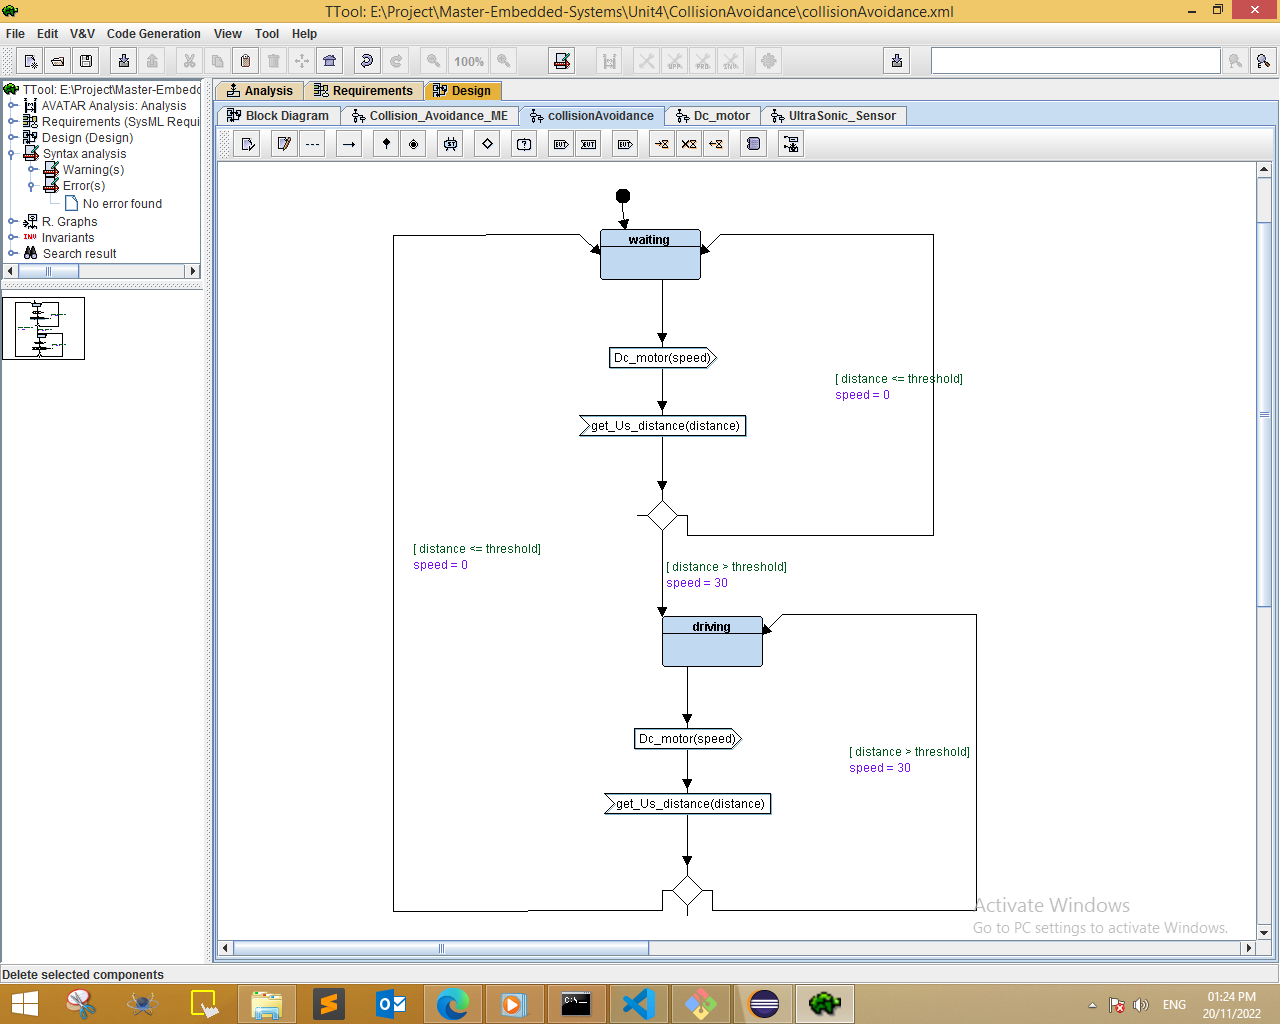 TTool: E:\Project\Master-Embedded-Systems\Unit4\CollisionAvoidance\collisionAvoidance.xml
File Edit V&V Code Generation View Tool Help
100%
TTool: E:\Project\Master-Embedd
AVATAR Analysis: Analysis
Requirements (SysML Requi
Design (Design)
Syntax analysis
Warning(s)
Error(s)
No error found
R. Graphs
INV Invariants
Search result
Analysis Requirements Design
Block Diagram Collision_Avoidance_ME collisionAvoidance Dc_motor UltraSonic_Sensor
waiting
Dc_motor(speed)
[ distance <= threshold]
speed = 0
get_Us_distance(distance)
[ distance <= threshold]
speed = 0
[ distance > threshold]
speed = 30
driving
Dc_motor(speed)
[ distance > threshold]
speed = 30
get_Us_distance(distance)
Activate Windows
Go to PC settings to activate Windows.
Delete selected components
ENG
01:24 PM
20/11/2022